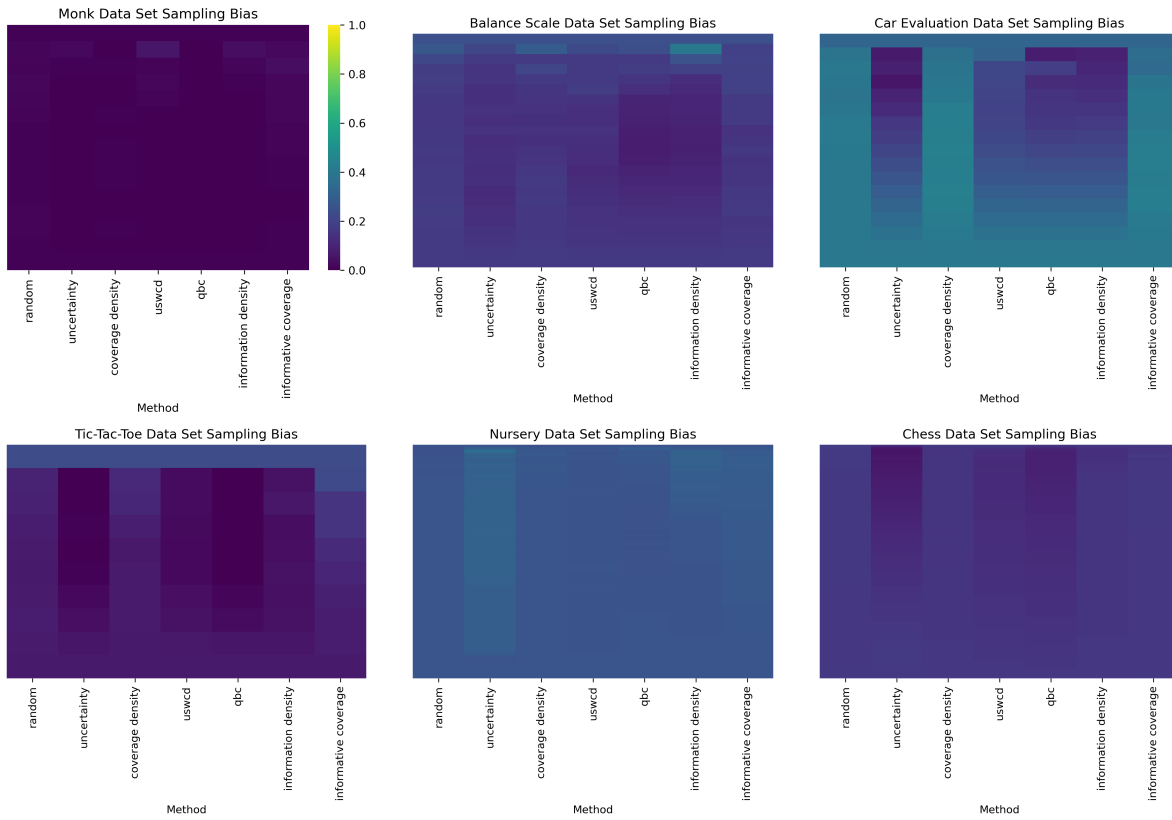 Monk Data Set Sampling Bias
1.0
0.8
0.6
0.4
0.2
0.0
random
uncertainty
coverage density
uswcd
qbc
information density
informative coverage
Method
Balance Scale Data Set Sampling Bias
random
uncertainty
coverage density
uswcd
qbc
information density
informative coverage
Method
Car Evaluation Data Set Sampling Bias
random
uncertainty
coverage density
uswcd
qbc
information density
informative coverage
Method
Tic-Tac-Toe Data Set Sampling Bias
random
uncertainty
coverage density
uswcd
qbc
information density
informative coverage
Method
Nursery Data Set Sampling Bias
random
uncertainty
coverage density
uswcd
qbc
information density
informative coverage
Method
Chess Data Set Sampling Bias
random
uncertainty
coverage density
uswcd
qbc
information density
informative coverage
Method